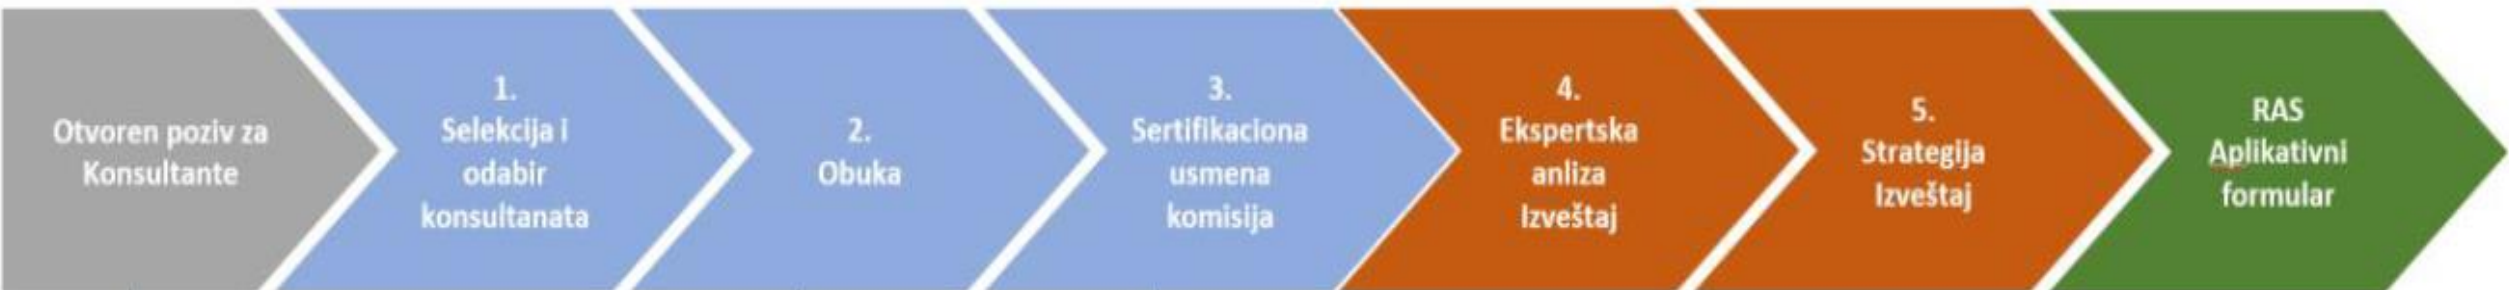 Otvoren poziv za
Konsultante
1.
Selekcija i
odabir
konsultanata
2.
Obuka
3.
Sertifikaciona
usmena
komisija
4.
Ekspertska
anliza
Izveštaj
5.
Strategija
Izveštaj
RAS
Aplikativni
formular